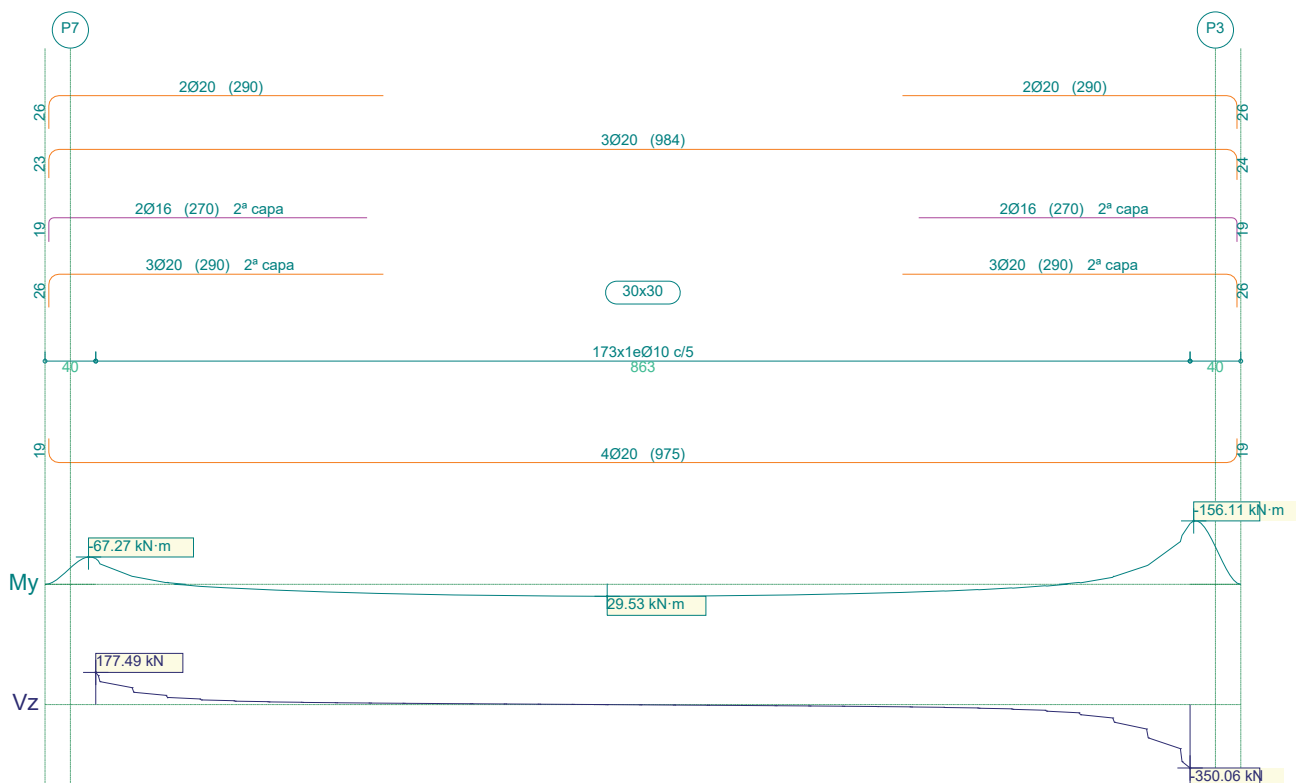 P7 P3
2Ø20 (290) 2Ø20 (290)
26 26
3Ø20 (984)
23 24
2Ø16 (270) 2ª capa 2Ø16 (270) 2ª capa
19 19
3Ø20 (290) 2ª capa 3Ø20 (290) 2ª capa
26 30x30 26
173x1eØ10 c/5
40 863 40
19 4Ø20 (975) 19
-156.11 kN·m
-67.27 kN·m
My
29.53 kN·m
177.49 kN
Vz
-350.06 kN